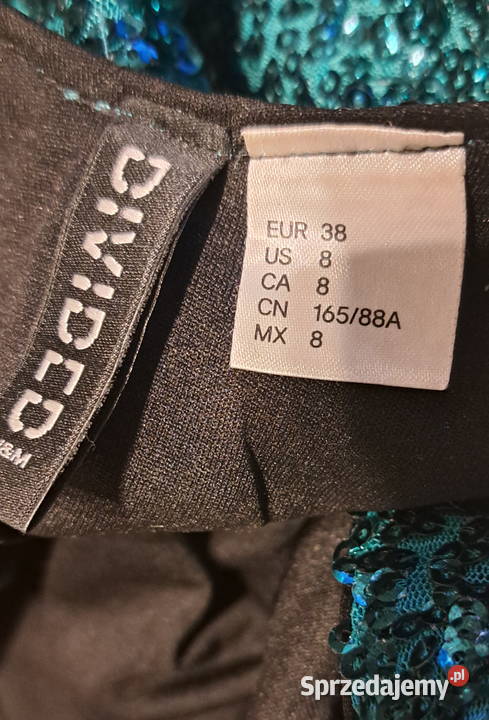 DIVIDED
H&M
EUR 38
US 8
CA 8
CN 165/88A
MX 8
Sprzedajemy.pl